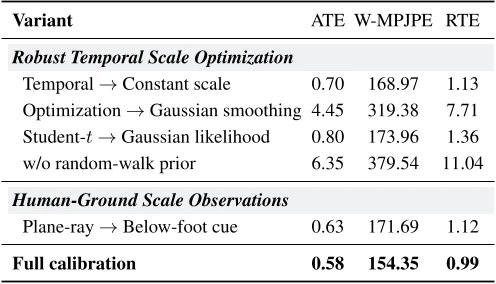 Variant ATE W-MPJPE RTE
Robust Temporal Scale Optimization
Temporal → Constant scale 0.70 168.97 1.13
Optimization → Gaussian smoothing 4.45 319.38 7.71
Student-t → Gaussian likelihood 0.80 173.96 1.36
w/o random-walk prior 6.35 379.54 11.04
Human-Ground Scale Observations
Plane-ray → Below-foot cue 0.63 171.69 1.12
Full calibration 0.58 154.35 0.99